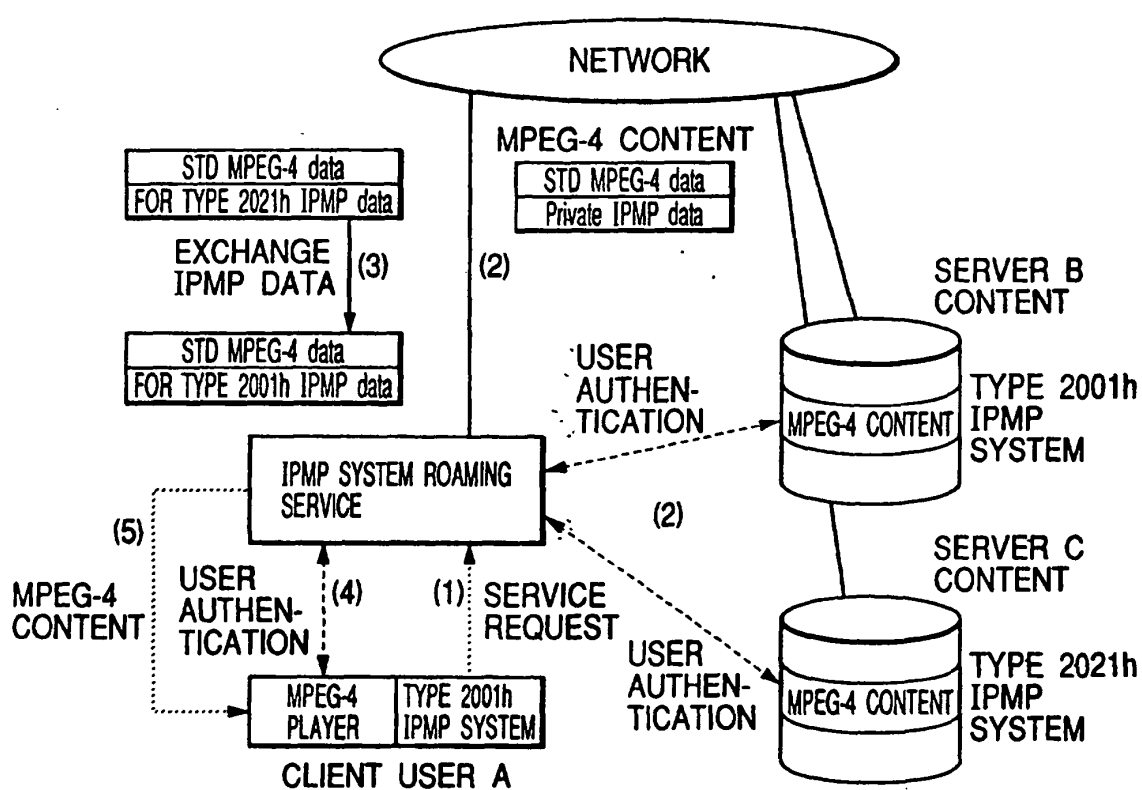 NETWORK
MPEG-4 CONTENT
STD MPEG-4 data
Private IPMP data
STD MPEG-4 data
FOR TYPE 2021h IPMP data
EXCHANGE
IPMP DATA
(3)
(2)
STD MPEG-4 data
FOR TYPE 2001h IPMP data
SERVER B
CONTENT
USER
AUTHEN-
TICATION
MPEG-4 CONTENT
TYPE 2001h
IPMP
SYSTEM
IPMP SYSTEM ROAMING
SERVICE
(2)
(5)
MPEG-4
CONTENT
USER
AUTHEN-
TICATION
(4)
(1)
SERVICE
REQUEST
SERVER C
CONTENT
USER
AUTHEN-
TICATION
MPEG-4 CONTENT
TYPE 2021h
IPMP
SYSTEM
MPEG-4
PLAYER
TYPE 2001h
IPMP SYSTEM
CLIENT USER A